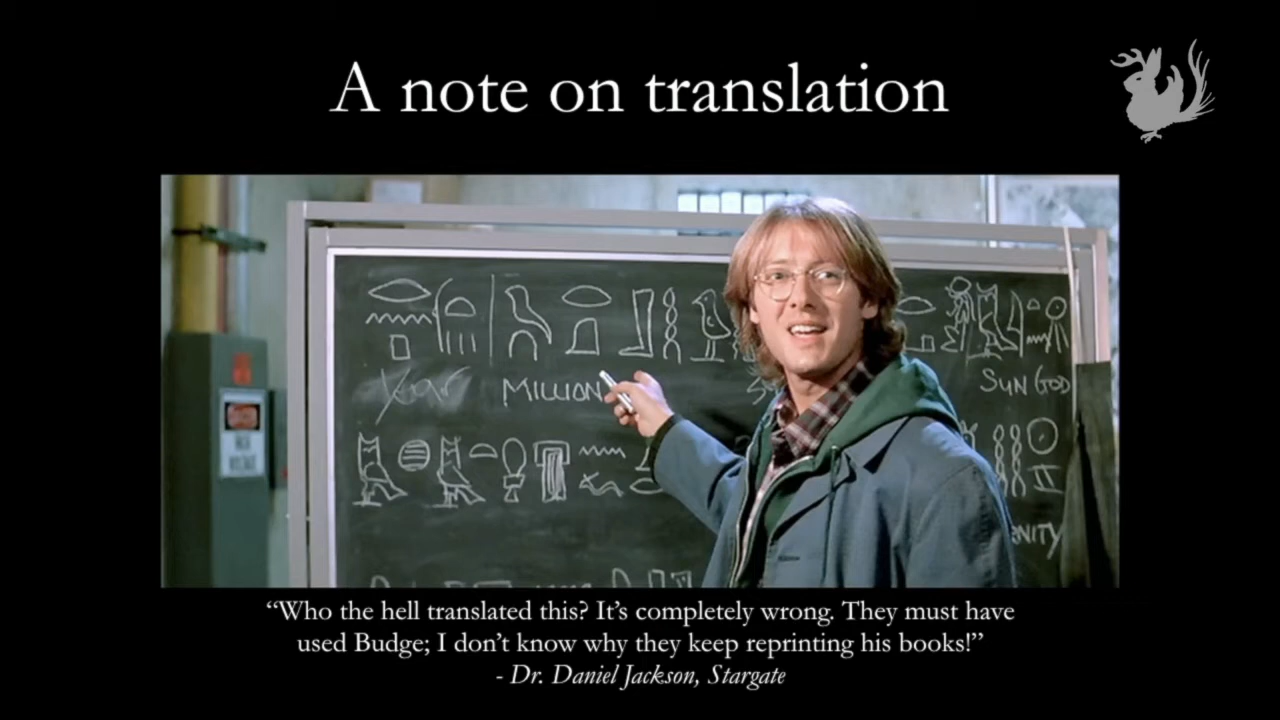 A note on translation
Year MILLION
SUN GOD
“Who the hell translated this? It’s completely wrong. They must have
used Budge; I don’t know why they keep reprinting his books!”
- Dr. Daniel Jackson, Stargate